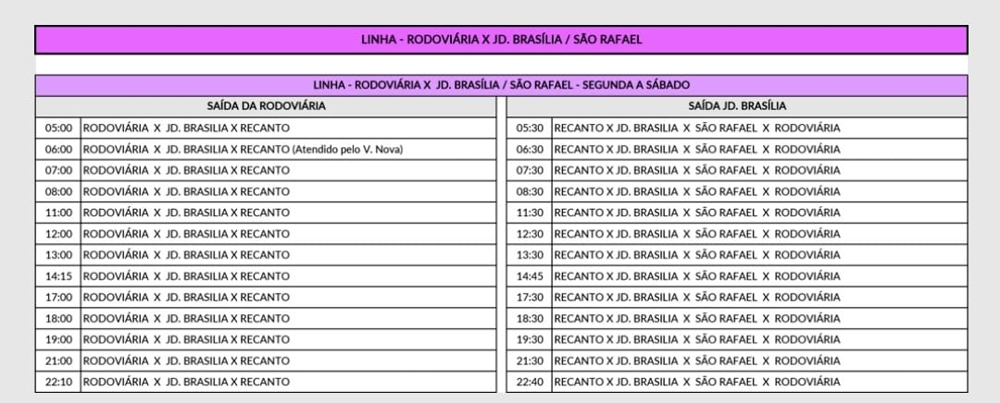 LINHA - RODOVIÁRIA X JD. BRASÍLIA / SÃO RAFAEL
LINHA - RODOVIÁRIA X JD. BRASÍLIA / SÃO RAFAEL - SEGUNDA A SÁBADO
SAÍDA DA RODOVIÁRIA SAÍDA JD. BRASÍLIA
05:00 RODOVIÁRIA X JD. BRASILIA X RECANTO 05:30 RECANTO X JD. BRASILIA X SÃO RAFAEL X RODOVIÁRIA
06:00 RODOVIÁRIA X JD. BRASILIA X RECANTO (Atendido pelo V. Nova) 06:30 RECANTO X JD. BRASILIA X SÃO RAFAEL X RODOVIÁRIA
07:00 RODOVIÁRIA X JD. BRASILIA X RECANTO 07:30 RECANTO X JD. BRASILIA X SÃO RAFAEL X RODOVIÁRIA
08:00 RODOVIÁRIA X JD. BRASILIA X RECANTO 08:30 RECANTO X JD. BRASILIA X SÃO RAFAEL X RODOVIÁRIA
11:00 RODOVIÁRIA X JD. BRASILIA X RECANTO 11:30 RECANTO X JD. BRASILIA X SÃO RAFAEL X RODOVIÁRIA
12:00 RODOVIÁRIA X JD. BRASILIA X RECANTO 12:30 RECANTO X JD. BRASILIA X SÃO RAFAEL X RODOVIÁRIA
13:00 RODOVIÁRIA X JD. BRASILIA X RECANTO 13:30 RECANTO X JD. BRASILIA X SÃO RAFAEL X RODOVIÁRIA
14:15 RODOVIÁRIA X JD. BRASILIA X RECANTO 14:45 RECANTO X JD. BRASILIA X SÃO RAFAEL X RODOVIÁRIA
17:00 RODOVIÁRIA X JD. BRASILIA X RECANTO 17:30 RECANTO X JD. BRASILIA X SÃO RAFAEL X RODOVIÁRIA
18:00 RODOVIÁRIA X JD. BRASILIA X RECANTO 18:30 RECANTO X JD. BRASILIA X SÃO RAFAEL X RODOVIÁRIA
19:00 RODOVIÁRIA X JD. BRASILIA X RECANTO 19:30 RECANTO X JD. BRASILIA X SÃO RAFAEL X RODOVIÁRIA
21:00 RODOVIÁRIA X JD. BRASILIA X RECANTO 21:30 RECANTO X JD. BRASILIA X SÃO RAFAEL X RODOVIÁRIA
22:10 RODOVIÁRIA X JD. BRASILIA X RECANTO 22:40 RECANTO X JD. BRASILIA X SÃO RAFAEL X RODOVIÁRIA